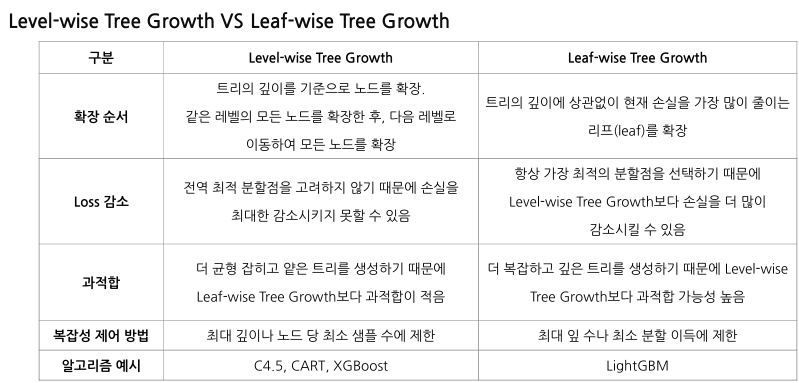 Level-wise Tree Growth VS Leaf-wise Tree Growth
구분 Level-wise Tree Growth Leaf-wise Tree Growth
확장 순서
트리의 깊이를 기준으로 노드를 확장.
같은 레벨의 모든 노드를 확장한 후, 다음 레벨로
이동하여 모든 노드를 확장
트리의 깊이에 상관없이 현재 손실을 가장 많이 줄이는
리프(leaf)를 확장
Loss 감소
전역 최적 분할점을 고려하지 않기 때문에 손실을
최대한 감소시키지 못할 수 있음
항상 가장 최적의 분할점을 선택하기 때문에
Level-wise Tree Growth보다 손실을 더 많이
감소시킬 수 있음
과적합
더 균형 잡히고 얕은 트리를 생성하기 때문에
Leaf-wise Tree Growth보다 과적합이 적음
더 복잡하고 깊은 트리를 생성하기 때문에 Level-wise
Tree Growth보다 과적합 가능성 높음
복잡성 제어 방법 최대 깊이나 노드 당 최소 샘플 수에 제한 최대 잎 수나 최소 분할 이득에 제한
알고리즘 예시 C4.5, CART, XGBoost LightGBM